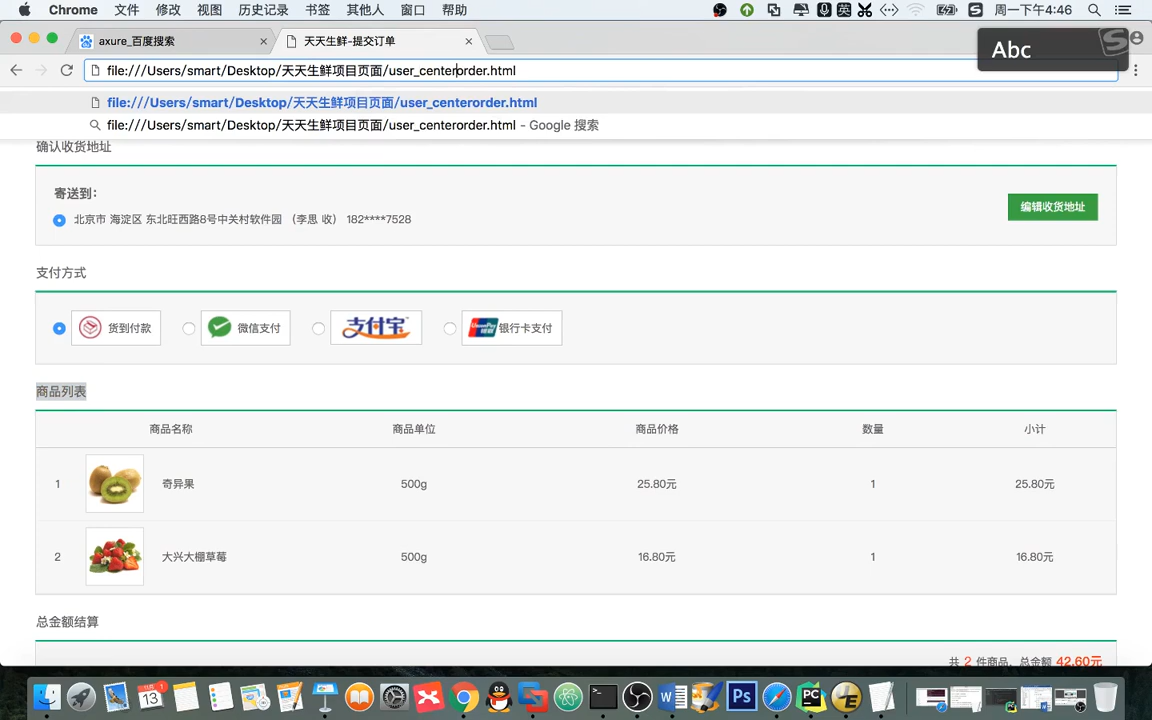 Chrome 文件 修改 视图 历史记录 书签 其他人 窗口 帮助 英 周一下午4:46
axure_百度搜索 天天生鲜-提交订单
Abc
file:///Users/smart/Desktop/天天生鲜项目页面/user_centerorder.html
file:///Users/smart/Desktop/天天生鲜项目页面/user_centerorder.html
file:///Users/smart/Desktop/天天生鲜项目页面/user_centerorder.html - Google 搜索
确认收货地址
寄送到：
北京市 海淀区 东北旺西路8号中关村软件园 （李思 收） 182****7528
编辑收货地址
支付方式
货到付款 微信支付 支付宝 UnionPay 银联 银行卡支付
商品列表
商品名称 商品单位 商品价格 数量 小计
1 奇异果 500g 25.80元 1 25.80元
2 大兴大棚草莓 500g 16.80元 1 16.80元
总金额结算
共 2 件商品，总金额 42.60元
13
W Ps PC